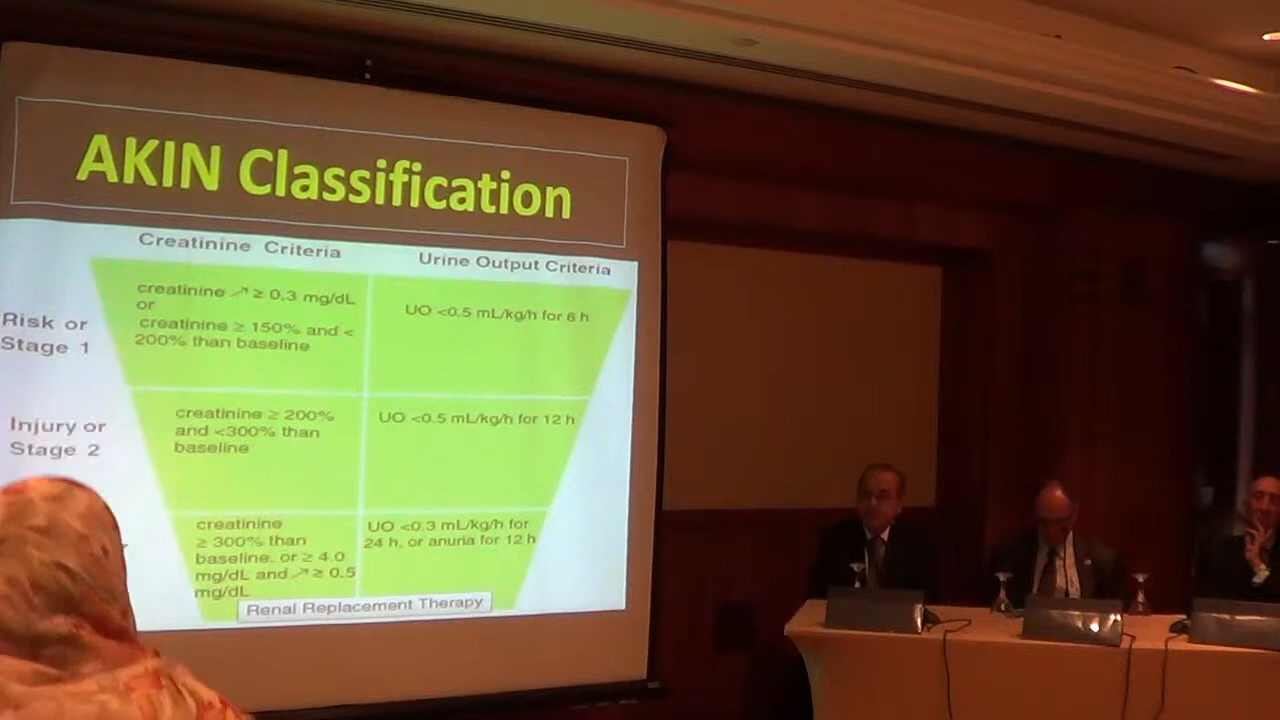 AKIN Classification
Creatinine Criteria
Urine Output Criteria
Risk or
Stage 1
creatinine ↗ ≥ 0.3 mg/dL
or
creatinine ≥ 150% and <
200% than baseline
UO <0.5 mL/kg/h for 6 h
Injury or
Stage 2
creatinine ≥ 200%
and <300% than
baseline
UO <0.5 mL/kg/h for 12 h
creatinine
≥ 300% than
baseline, or ≥ 4.0
mg/dL and ↗ ≥ 0.5
mg/dL
UO <0.3 mL/kg/h for
24 h, or anuria for 12 h
Renal Replacement Therapy